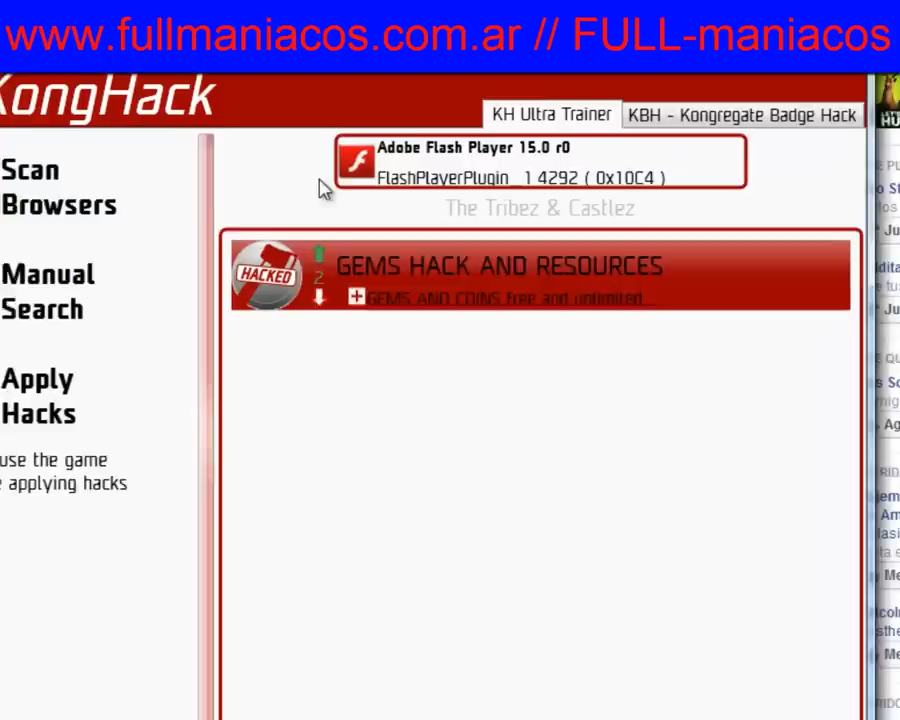 www.fullmaniacos.com.ar // FULL-maniacos
KongHack
KH Ultra Trainer
KBH - Kongregate Badge Hack
Scan
Browsers
Manual
Search
Apply
Hacks
use the game
applying hacks
Adobe Flash Player 15.0 r0
FlashPlayerPlugin_1 4292 ( 0x10C4 )
The Tribez & Castlez
HACKED
2
GEMS HACK AND RESOURCES
GEMS AND COINS free and unlimited...